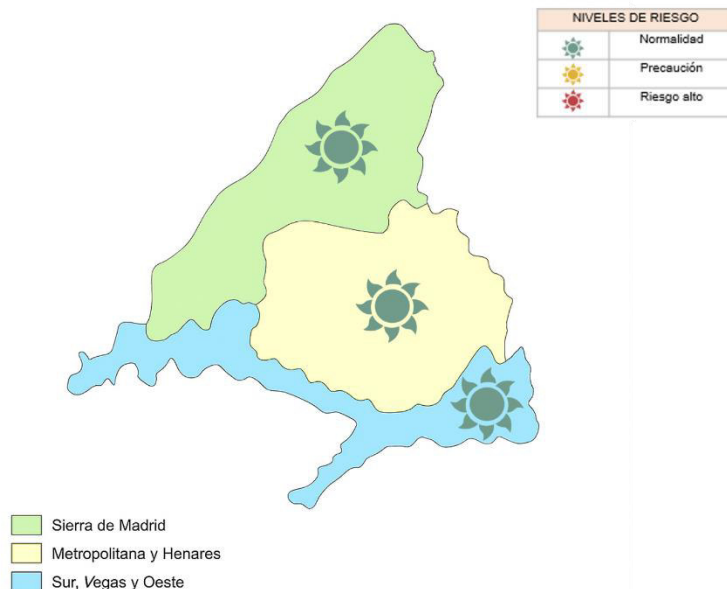 NIVELES DE RIESGO
Normalidad
Precaución
Riesgo alto
Sierra de Madrid
Metropolitana y Henares
Sur, Vegas y Oeste